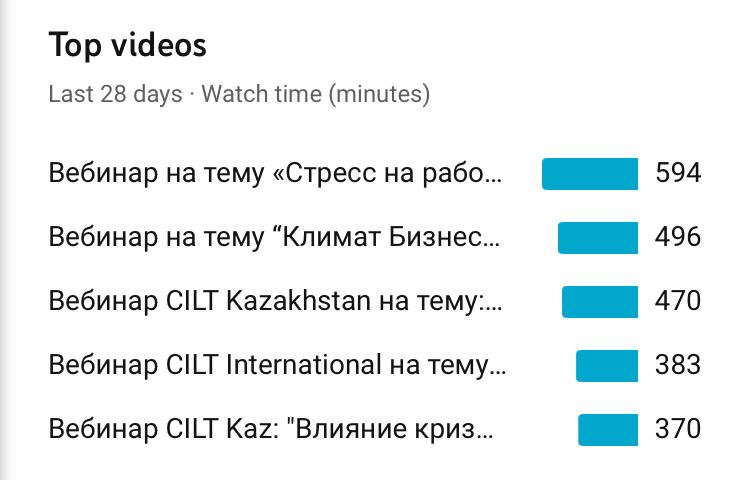 Top videos
Last 28 days · Watch time (minutes)
Вебинар на тему «Стресс на рабо... 594
Вебинар на тему “Климат Бизнес... 496
Вебинар CILT Kazakhstan на тему:... 470
Вебинар CILT International на тему... 383
Вебинар CILT Kaz: "Влияние криз... 370